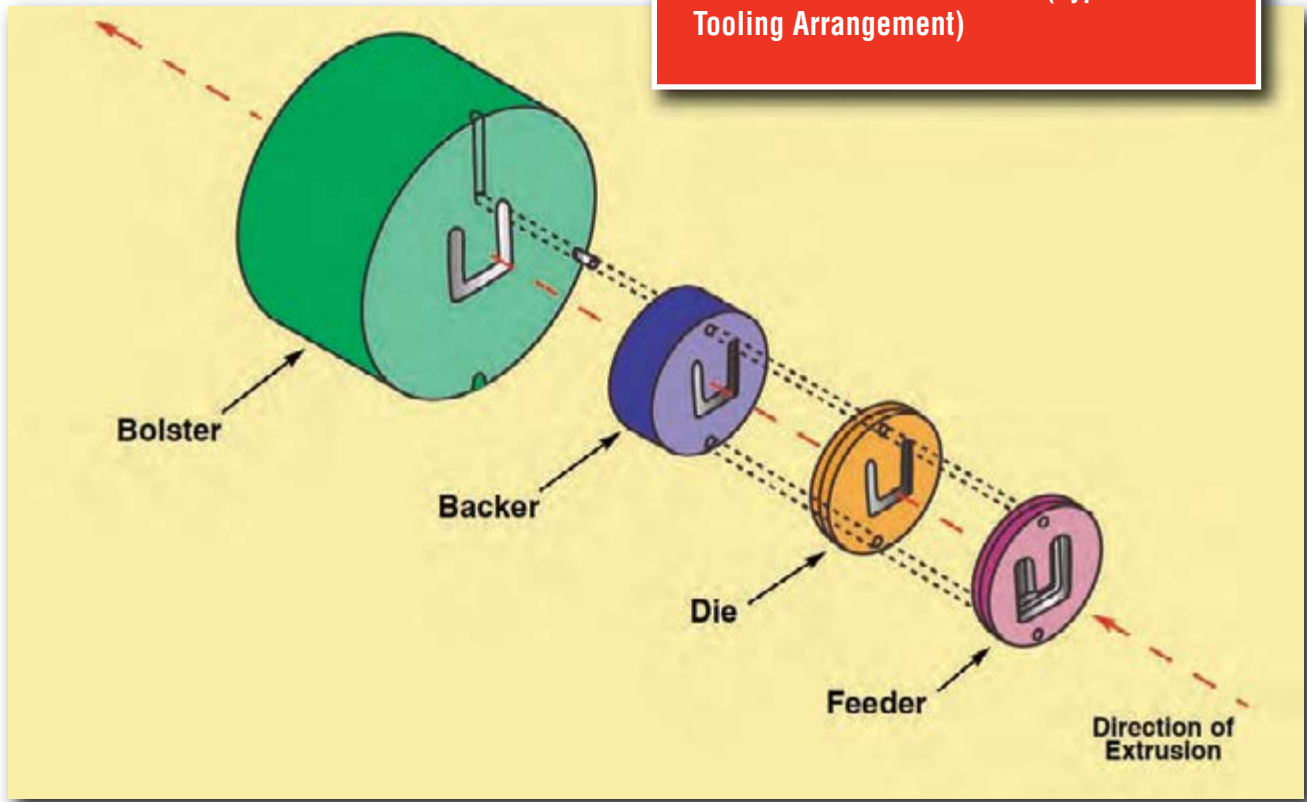 Tooling Arrangement)
Bolster
Backer
Die
Feeder
Direction of
Extrusion